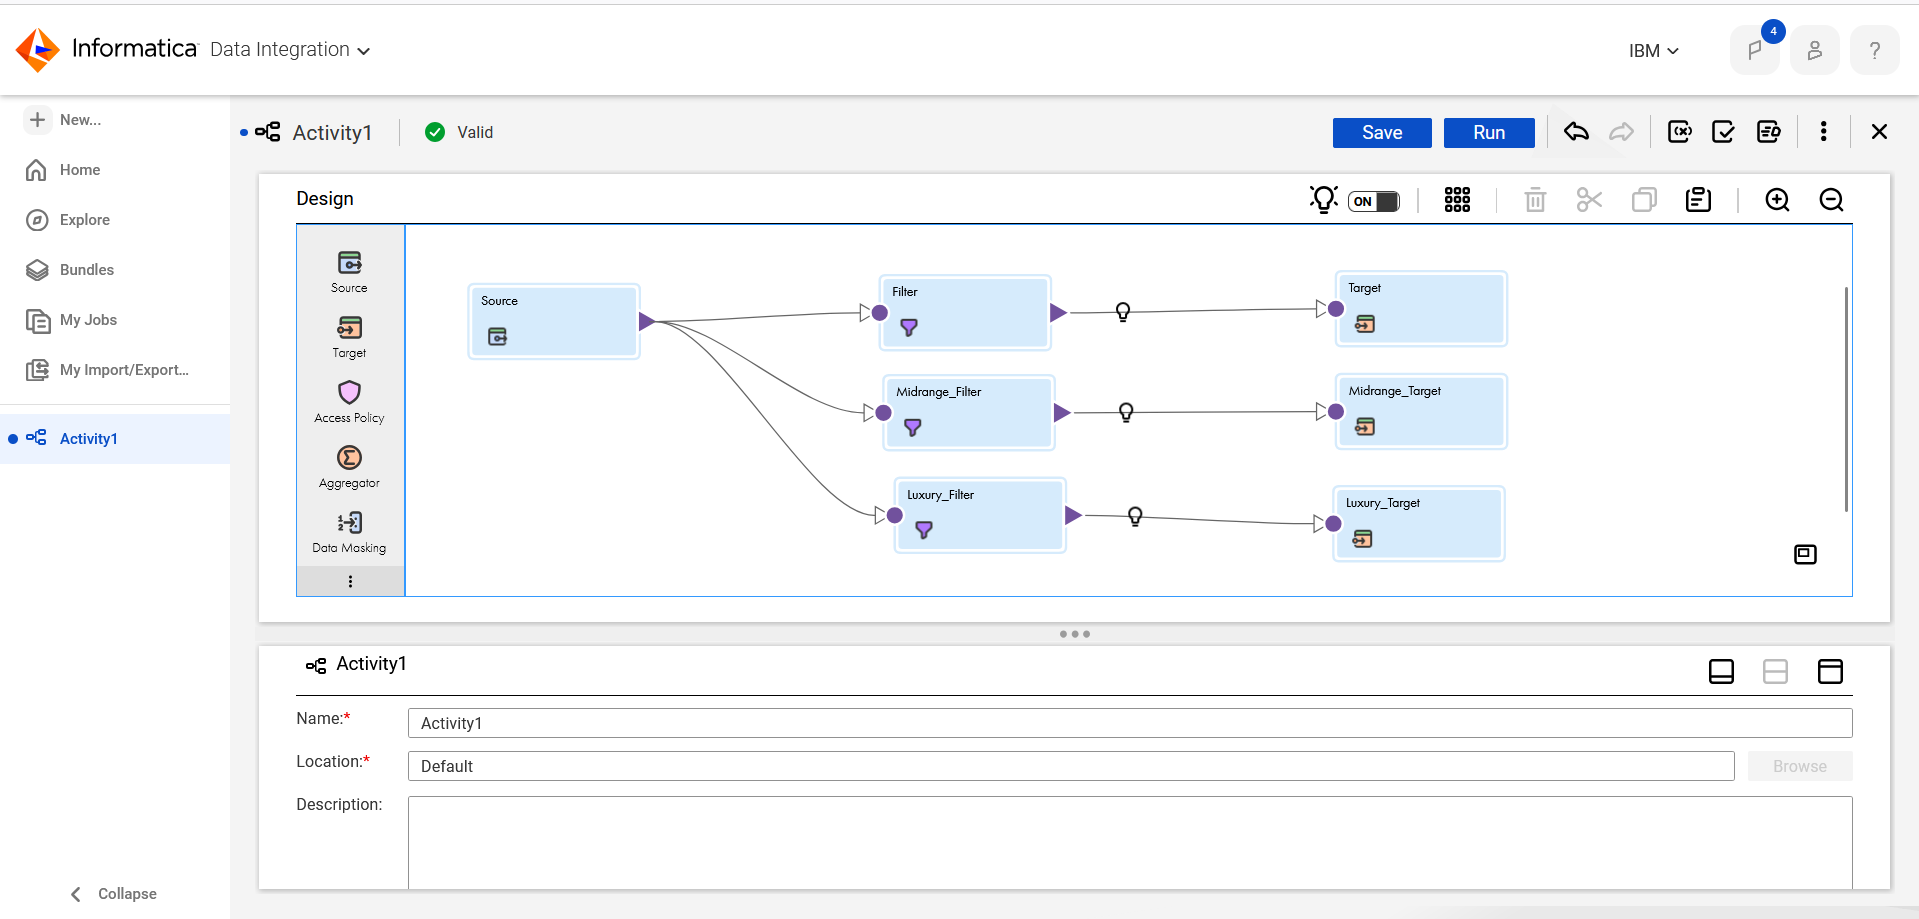 Informatica Data Integration
IBM
4
?
New...
Home
Explore
Bundles
My Jobs
My Import/Export...
Activity1
Collapse
Activity1
Valid
Save
Run
Design
ON
Source
Target
Access Policy
Aggregator
Data Masking
Source
Filter
Target
Midrange_Filter
Midrange_Target
Luxury_Filter
Luxury_Target
Activity1
Name:*
Activity1
Location:*
Default
Browse
Description: